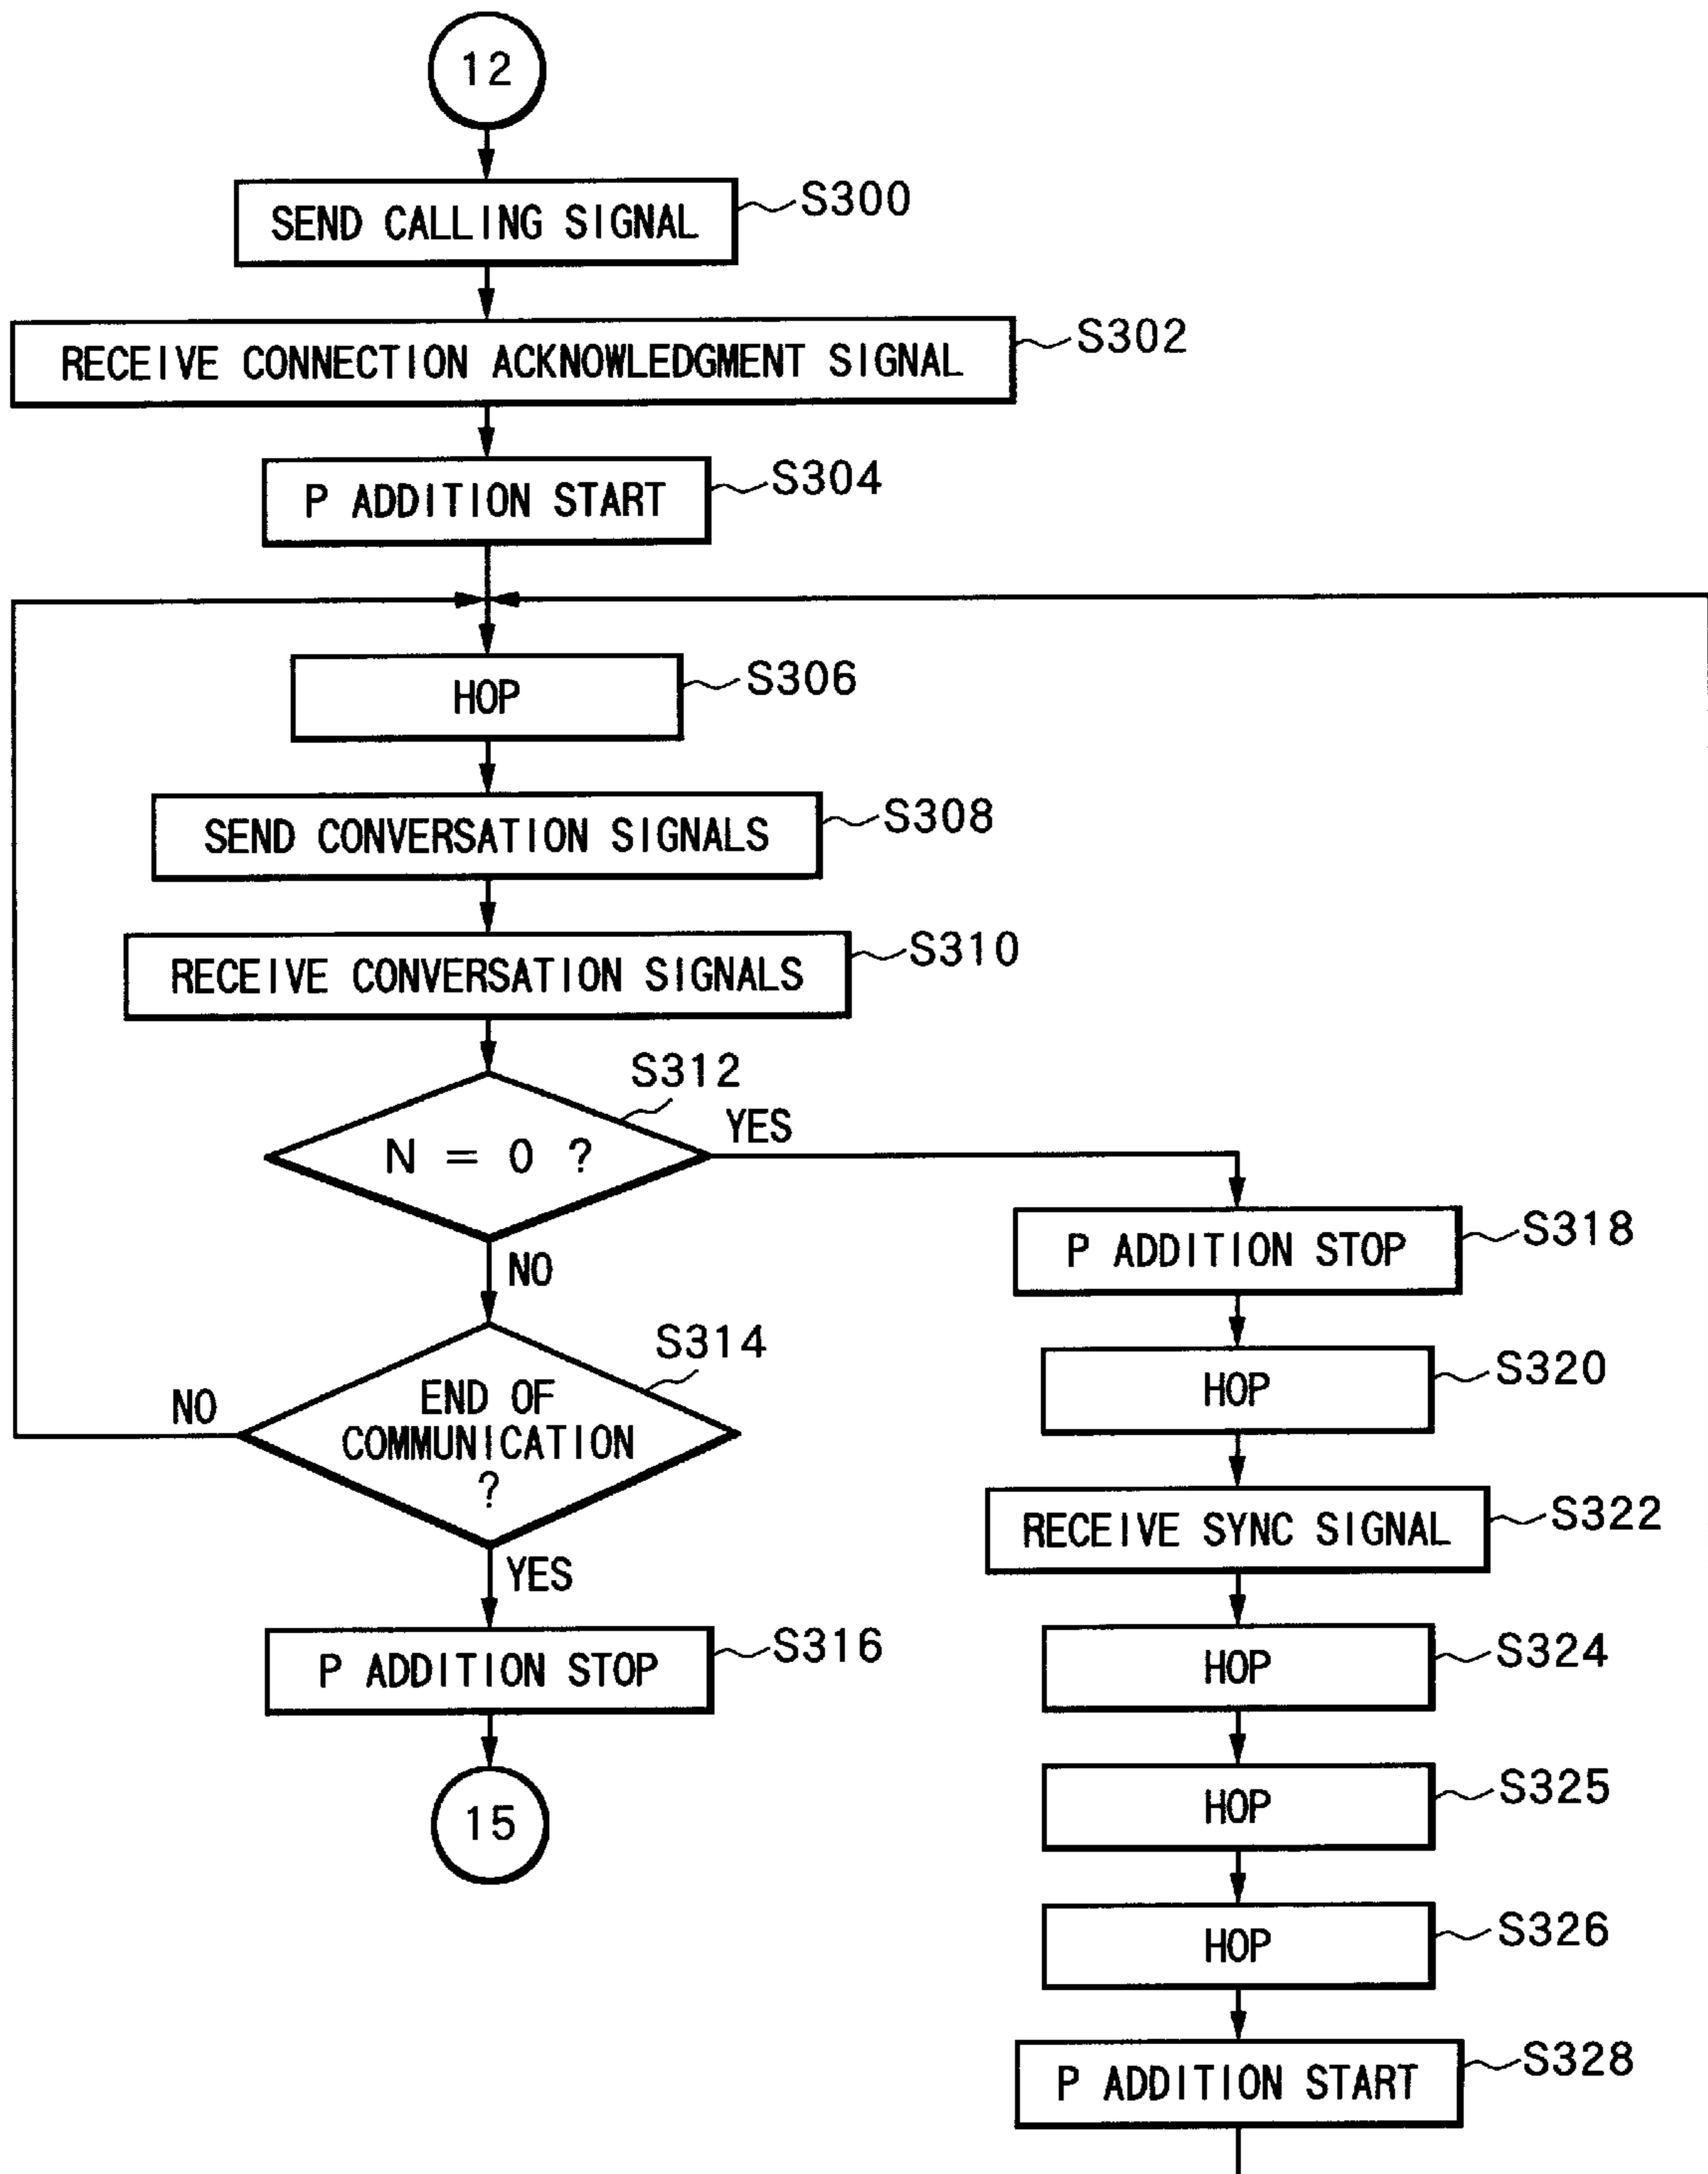 12
SEND CALLING SIGNAL
S300
RECEIVE CONNECTION ACKNOWLEDGMENT SIGNAL
S302
P ADDITION START
S304
HOP
S306
SEND CONVERSATION SIGNALS
S308
RECEIVE CONVERSATION SIGNALS
S310
N = 0 ?
S312
YES
NO
END OF
COMMUNICATION
?
S314
NO
YES
P ADDITION STOP
S316
15
P ADDITION STOP
S318
HOP
S320
RECEIVE SYNC SIGNAL
S322
HOP
S324
HOP
S325
HOP
S326
P ADDITION START
S328